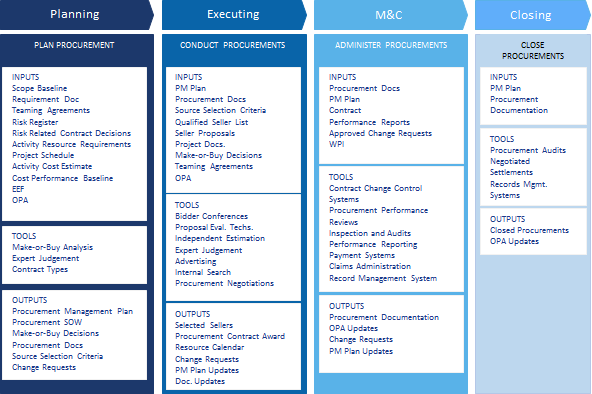 Planning
Executing
M&C
Closing
PLAN PROCUREMENT
INPUTS
Scope Baseline
Requirement Doc
Teaming Agreements
Risk Register
Risk Related Contract Decisions
Activity Resource Requirements
Project Schedule
Activity Cost Estimate
Cost Performance Baseline
EEF
OPA
TOOLS
Make-or-Buy Analysis
Expert Judgement
Contract Types
OUTPUTS
Procurement Management Plan
Procurement SOW
Make-or-Buy Decisions
Procurement Docs
Source Selection Criteria
Change Requests
CONDUCT PROCUREMENTS
INPUTS
PM Plan
Procurement Docs
Source Selection Criteria
Qualified Seller List
Seller Proposals
Project Docs.
Make-or-Buy Decisions
Teaming Agreements
OPA
TOOLS
Bidder Conferences
Proposal Eval. Techs.
Independent Estimation
Expert Judgement
Advertising
Internal Search
Procurement Negotiations
OUTPUTS
Selected Sellers
Procurement Contract Award
Resource Calendar
Change Requests
PM Plan Updates
Doc. Updates
ADMINISTER PROCUREMENTS
INPUTS
Procurement Docs
PM Plan
Contract
Performance Reports
Approved Change Requests
WPI
TOOLS
Contract Change Control
Systems
Procurement Performance
Reviews
Inspection and Audits
Performance Reporting
Payment Systems
Claims Administration
Record Management System
OUTPUTS
Procurement Documentation
OPA Updates
Change Requests
PM Plan Updates
CLOSE
PROCUREMENTS
INPUTS
PM Plan
Procurement
Documentation
TOOLS
Procurement Audits
Negotiated
Settlements
Records Mgmt.
Systems
OUTPUTS
Closed Procurements
OPA Updates